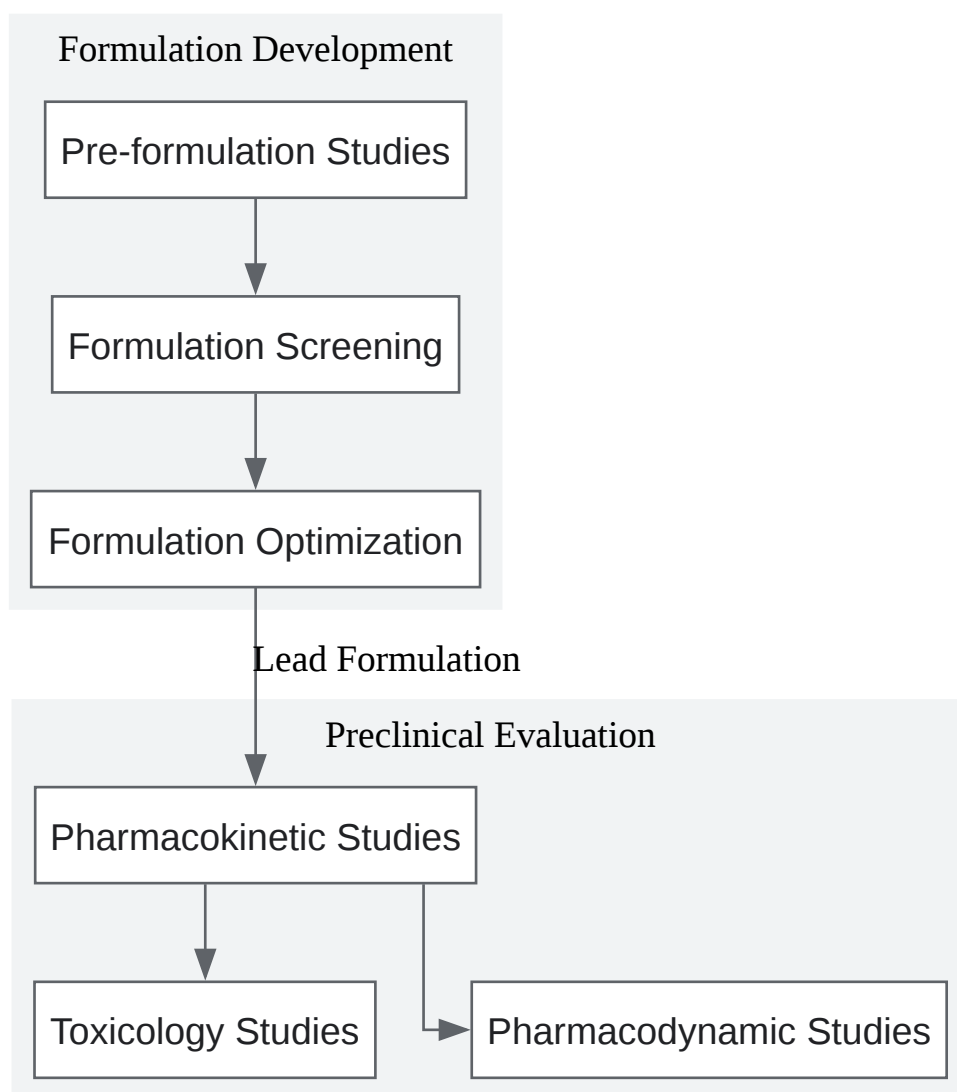 Formulation Development
Pre-formulation Studies
Formulation Screening
Formulation Optimization
Lead Formulation
Preclinical Evaluation
Pharmacokinetic Studies
Toxicology Studies
Pharmacodynamic Studies